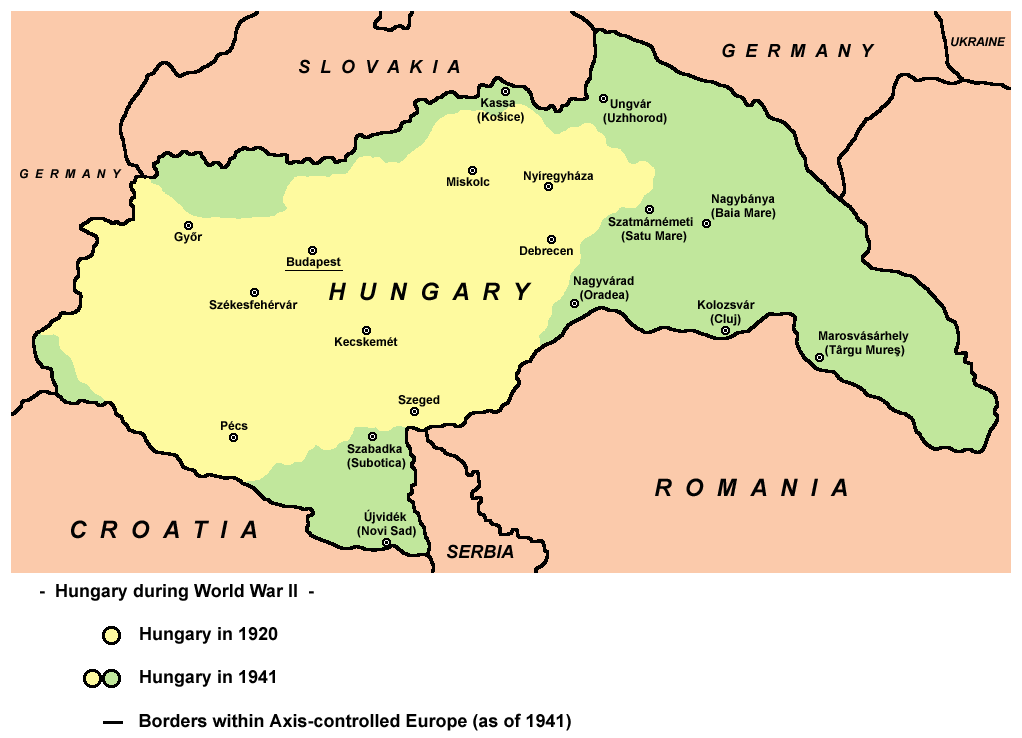 GERMANY
UKRAINE
SLOVAKIA
Kassa
(Košice)
Ungvár
(Uzhhorod)
GERMANY
Miskolc
Nyíregyháza
Nagybánya
(Baia Mare)
Szatmárnémeti
(Satu Mare)
Győr
Debrecen
Budapest
Nagyvárad
(Oradea)
HUNGARY
Székesfehérvár
Kolozsvár
(Cluj)
Kecskemét
Marosvásárhely
(Târgu Mureş)
Szeged
Pécs
Szabadka
(Subotica)
ROMANIA
Újvidék
(Novi Sad)
CROATIA
SERBIA
- Hungary during World War II -
Hungary in 1920
Hungary in 1941
Borders within Axis-controlled Europe (as of 1941)